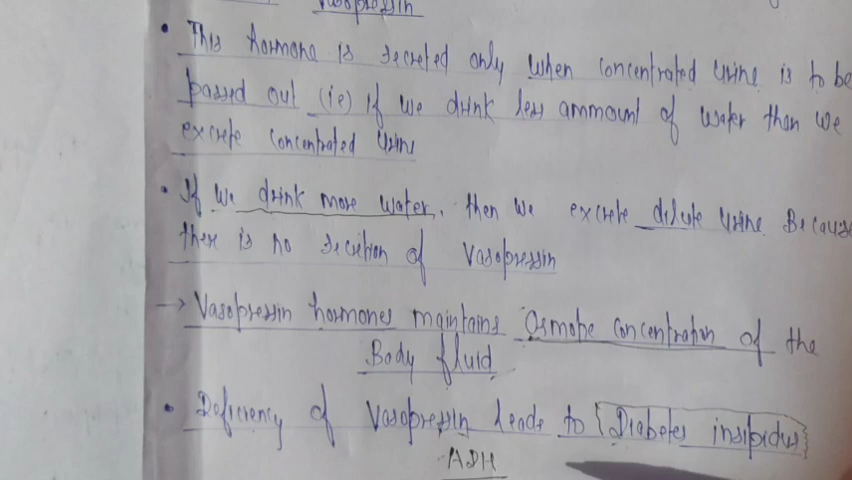 Vasopressin
• This hormone is secreted only when concentrated urine is to be
passed out (ie) if we drink less ammount of water then we
excrete concentrated urine
• If we drink more water, then we excrete dilute urine Because
there is no secretion of Vasopressin
→ Vasopressin hormones maintains Osmotic concentration of the
Body fluid
• Deficiency of Vasopressin leads to {Diabetes insipidus}
ADH